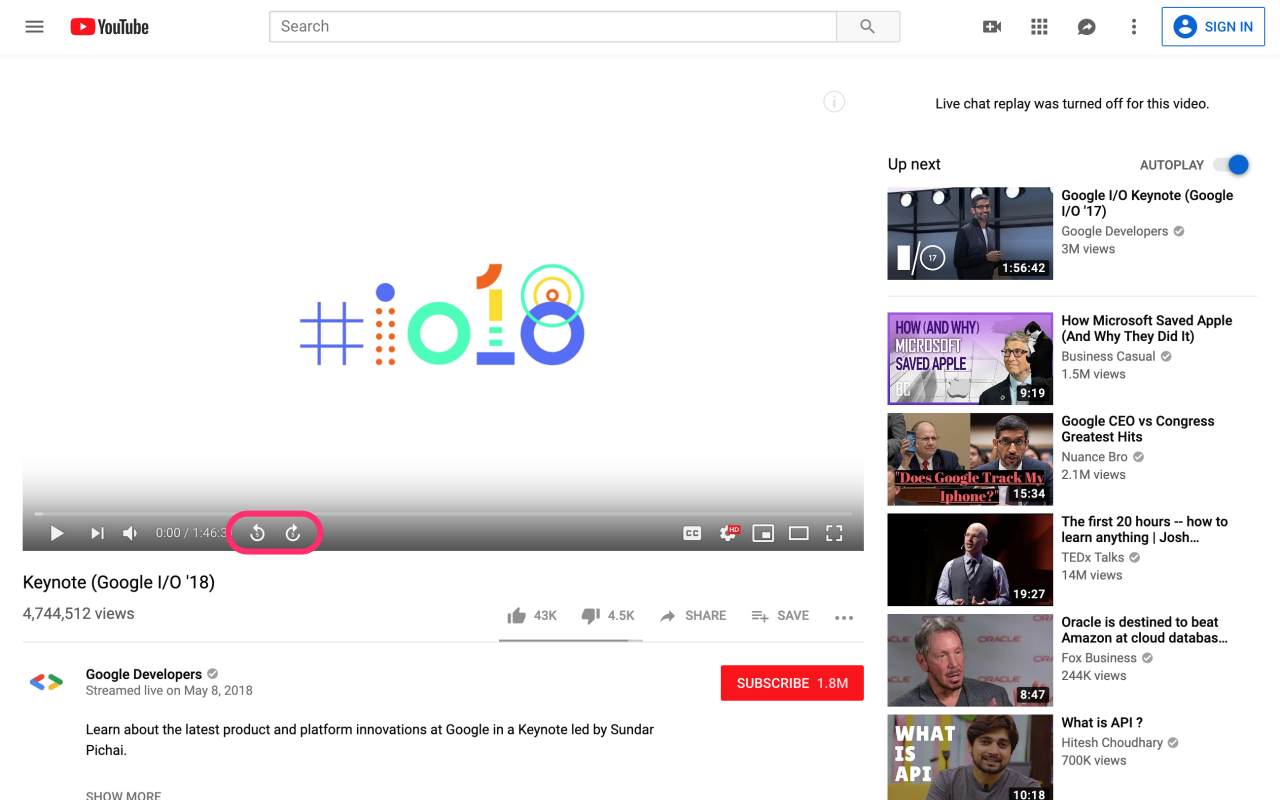 YouTube
Search
SIGN IN
Live chat replay was turned off for this video.
#io18
Up next
AUTOPLAY
Google I/O Keynote (Google
I/O '17)
Google Developers
3M views
17
1:56:42
How Microsoft Saved Apple
(And Why They Did It)
Business Casual
1.5M views
HOW (AND WHY)
MICROSOFT
SAVED APPLE
BC
9:19
Google CEO vs Congress
Greatest Hits
Nuance Bro
2.1M views
"Does Google Track My
Iphone?"
15:34
0:00 / 1:46:3
CC
HD
The first 20 hours -- how to
learn anything | Josh...
TEDx Talks
14M views
19:27
Keynote (Google I/O '18)
4,744,512 views
43K
4.5K
SHARE
SAVE
Oracle is destined to beat
Amazon at cloud databas...
Fox Business
244K views
ORACLE
8:47
Google Developers
Streamed live on May 8, 2018
SUBSCRIBE 1.8M
Learn about the latest product and platform innovations at Google in a Keynote led by Sundar
Pichai.
SHOW MORE
What is API ?
Hitesh Choudhary
700K views
WHAT
IS
API
10:18